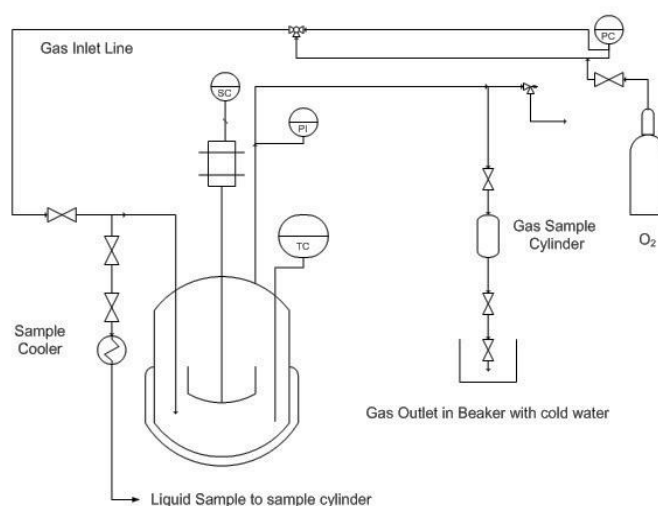 Gas Inlet Line
PC
SC
PI
TC
Gas Sample
Cylinder
O2
Sample
Cooler
Gas Outlet in Beaker with cold water
Liquid Sample to sample cylinder